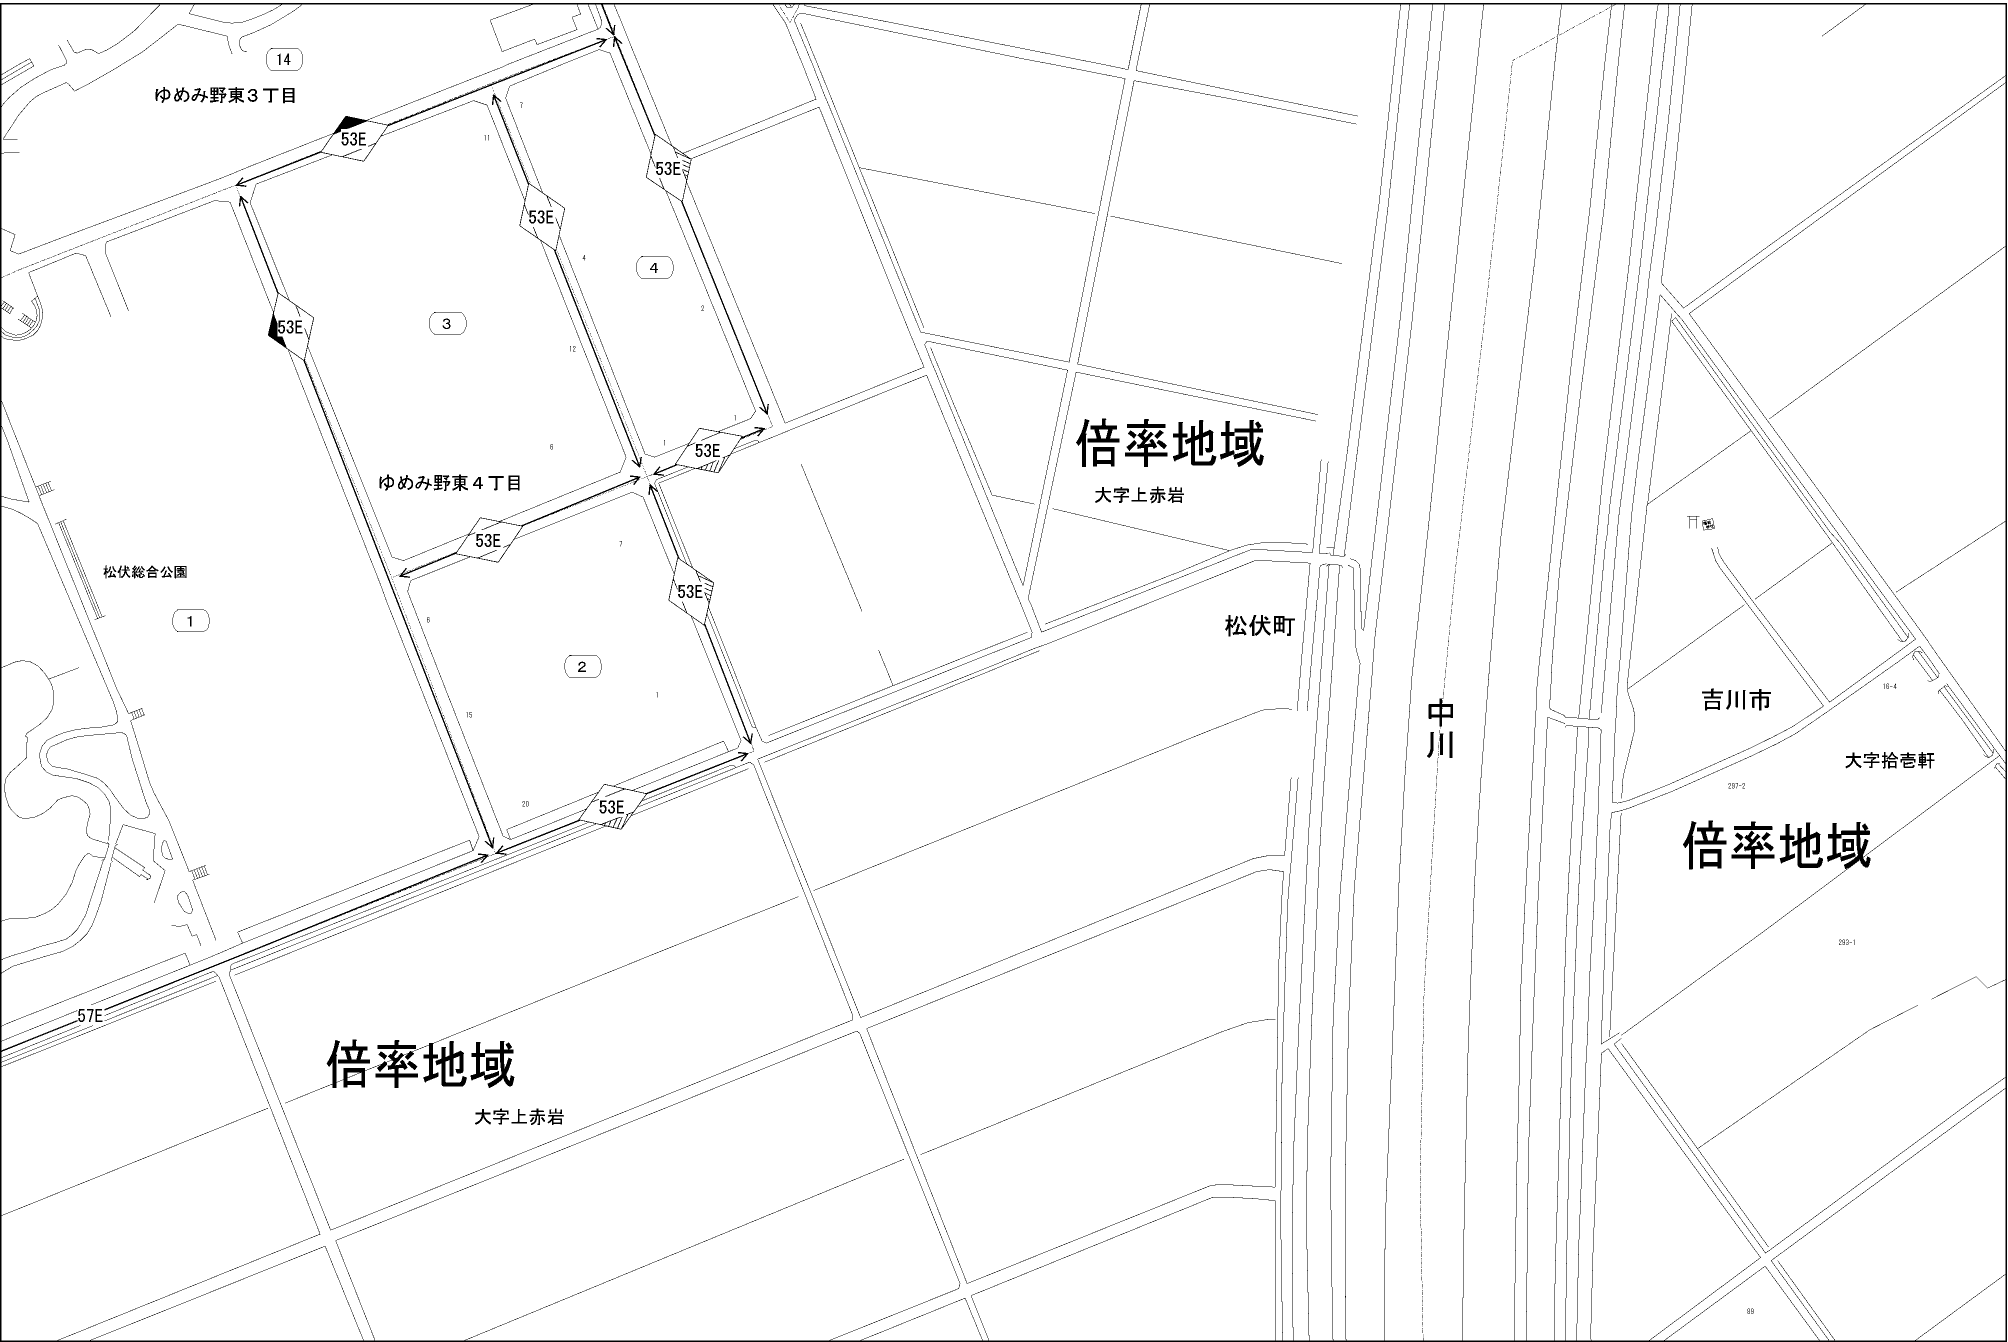 14
ゆめみ野東３丁目
7
53E
11
53E
53E
4
4
3
53E
2
12
1
1
6
53E
倍率地域
大字上赤岩
ゆめみ野東４丁目
53E
7
松伏総合公園
53E
1
6
松伏町
2
1
16-4
吉川市
中川
15
大字拾壱軒
297-2
20
53E
倍率地域
293-1
57E
倍率地域
大字上赤岩
89